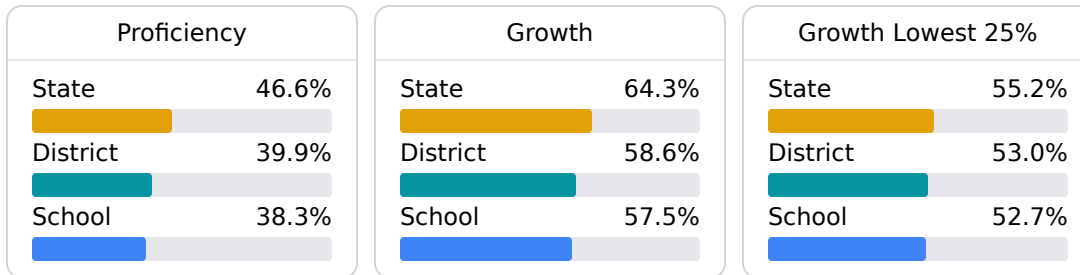 Proficiency
State 46.6%
District 39.9%
School 38.3%
Growth
State 64.3%
District 58.6%
School 57.5%
Growth Lowest 25%
State 55.2%
District 53.0%
School 52.7%